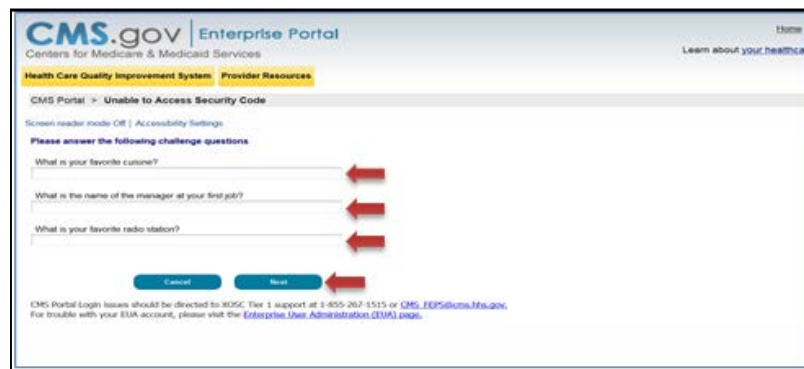 CMS.gov | Enterprise Portal
Centers for Medicare & Medicaid Services
Home
Learn about your healthca
Health Care Quality Improvement System Provider Resources
CMS Portal > Unable to Access Security Code
Screen reader mode Off | Accessibility Settings
Please answer the following challenge questions
What is your favorite cuisine?
What is the name of the manager at your first job?
What is your favorite radio station?
Cancel Next
CMS Portal Login issues should be directed to XOSC Tier 1 support at 1-855-267-1515 or CMS_FEPS@cms.hhs.gov.
For trouble with your EUA account, please visit the Enterprise User Administration (EUA) page.